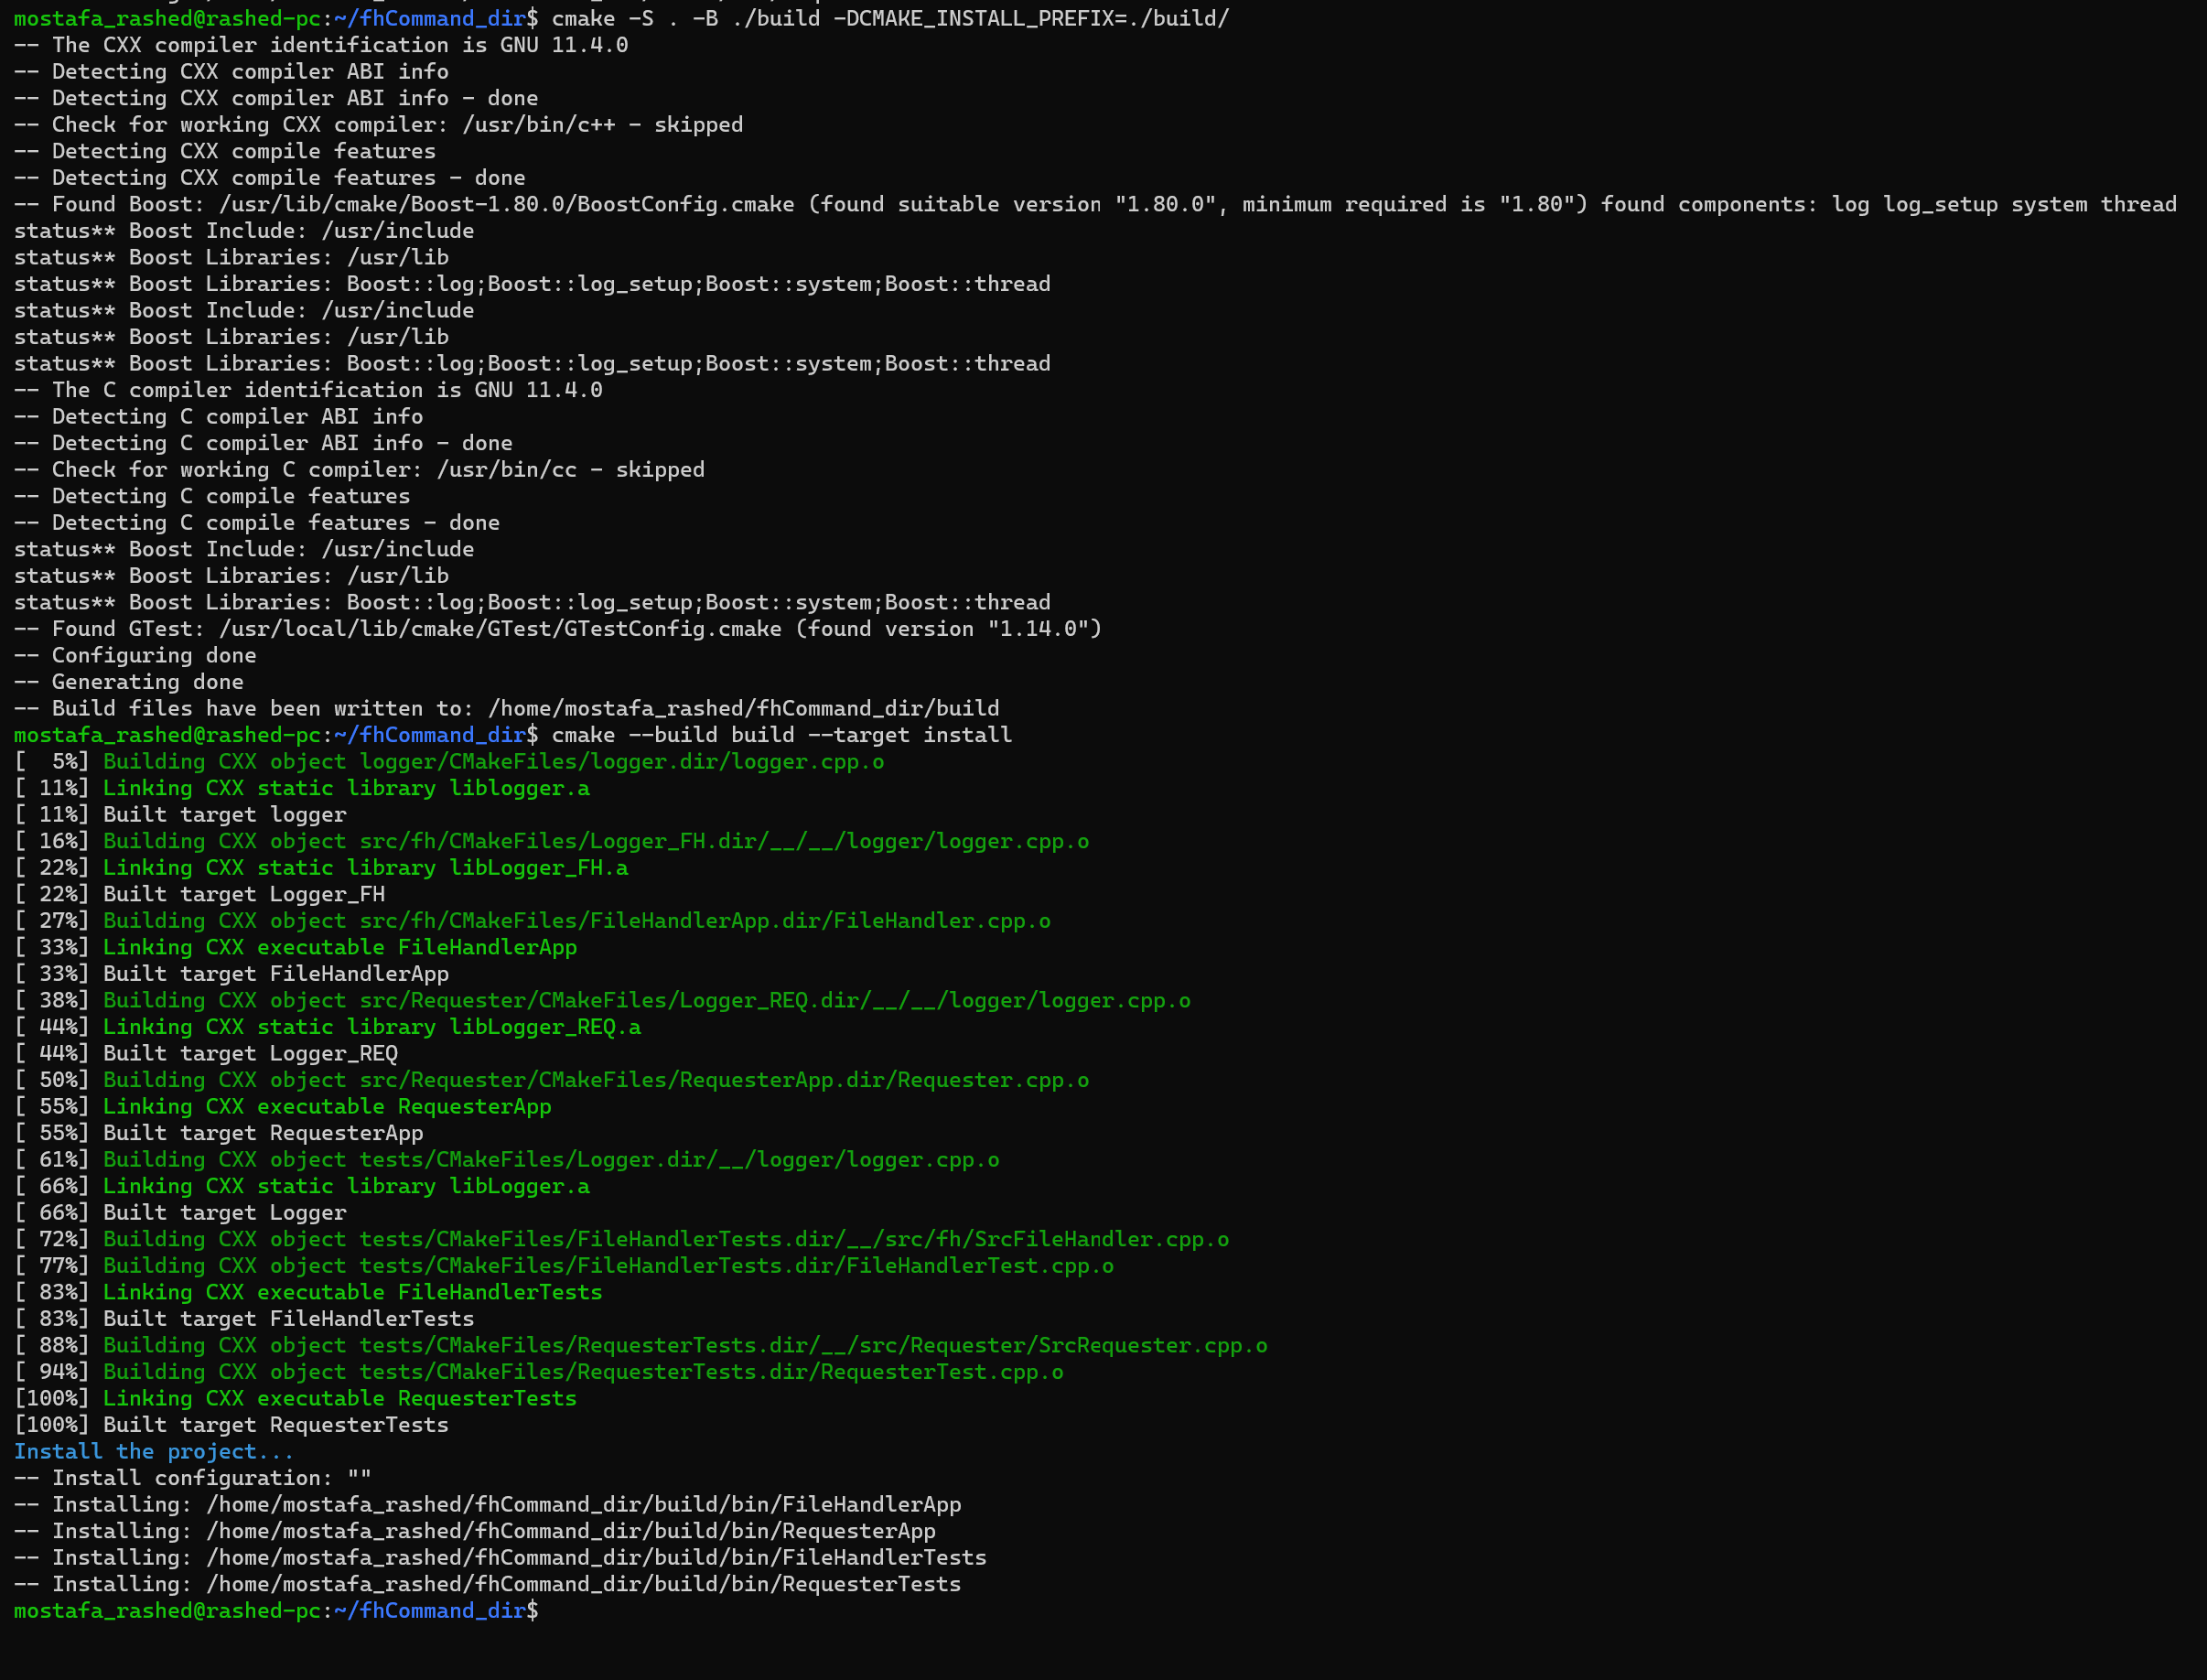 mostafa_rashed@rashed-pc:~/fhCommand_dir$ cmake -S . -B ./build -DCMAKE_INSTALL_PREFIX=./build/
-- The CXX compiler identification is GNU 11.4.0
-- Detecting CXX compiler ABI info
-- Detecting CXX compiler ABI info - done
-- Check for working CXX compiler: /usr/bin/c++ - skipped
-- Detecting CXX compile features
-- Detecting CXX compile features - done
-- Found Boost: /usr/lib/cmake/Boost-1.80.0/BoostConfig.cmake (found suitable version "1.80.0", minimum required is "1.80") found components: log log_setup system thread
status** Boost Include: /usr/include
status** Boost Libraries: /usr/lib
status** Boost Libraries: Boost::log;Boost::log_setup;Boost::system;Boost::thread
status** Boost Include: /usr/include
status** Boost Libraries: /usr/lib
status** Boost Libraries: Boost::log;Boost::log_setup;Boost::system;Boost::thread
-- The C compiler identification is GNU 11.4.0
-- Detecting C compiler ABI info
-- Detecting C compiler ABI info - done
-- Check for working C compiler: /usr/bin/cc - skipped
-- Detecting C compile features
-- Detecting C compile features - done
status** Boost Include: /usr/include
status** Boost Libraries: /usr/lib
status** Boost Libraries: Boost::log;Boost::log_setup;Boost::system;Boost::thread
-- Found GTest: /usr/local/lib/cmake/GTest/GTestConfig.cmake (found version "1.14.0")
-- Configuring done
-- Generating done
-- Build files have been written to: /home/mostafa_rashed/fhCommand_dir/build
mostafa_rashed@rashed-pc:~/fhCommand_dir$ cmake --build build --target install
[  5%] Building CXX object logger/CMakeFiles/logger.dir/logger.cpp.o
[ 11%] Linking CXX static library liblogger.a
[ 11%] Built target logger
[ 16%] Building CXX object src/fh/CMakeFiles/Logger_FH.dir/__/__/logger/logger.cpp.o
[ 22%] Linking CXX static library libLogger_FH.a
[ 22%] Built target Logger_FH
[ 27%] Building CXX object src/fh/CMakeFiles/FileHandlerApp.dir/FileHandler.cpp.o
[ 33%] Linking CXX executable FileHandlerApp
[ 33%] Built target FileHandlerApp
[ 38%] Building CXX object src/Requester/CMakeFiles/Logger_REQ.dir/__/__/logger/logger.cpp.o
[ 44%] Linking CXX static library libLogger_REQ.a
[ 44%] Built target Logger_REQ
[ 50%] Building CXX object src/Requester/CMakeFiles/RequesterApp.dir/Requester.cpp.o
[ 55%] Linking CXX executable RequesterApp
[ 55%] Built target RequesterApp
[ 61%] Building CXX object tests/CMakeFiles/Logger.dir/__/logger/logger.cpp.o
[ 66%] Linking CXX static library libLogger.a
[ 66%] Built target Logger
[ 72%] Building CXX object tests/CMakeFiles/FileHandlerTests.dir/__/src/fh/SrcFileHandler.cpp.o
[ 77%] Building CXX object tests/CMakeFiles/FileHandlerTests.dir/FileHandlerTest.cpp.o
[ 83%] Linking CXX executable FileHandlerTests
[ 83%] Built target FileHandlerTests
[ 88%] Building CXX object tests/CMakeFiles/RequesterTests.dir/__/src/Requester/SrcRequester.cpp.o
[ 94%] Building CXX object tests/CMakeFiles/RequesterTests.dir/RequesterTest.cpp.o
[100%] Linking CXX executable RequesterTests
[100%] Built target RequesterTests
Install the project...
-- Install configuration: ""
-- Installing: /home/mostafa_rashed/fhCommand_dir/build/bin/FileHandlerApp
-- Installing: /home/mostafa_rashed/fhCommand_dir/build/bin/RequesterApp
-- Installing: /home/mostafa_rashed/fhCommand_dir/build/bin/FileHandlerTests
-- Installing: /home/mostafa_rashed/fhCommand_dir/build/bin/RequesterTests
mostafa_rashed@rashed-pc:~/fhCommand_dir$